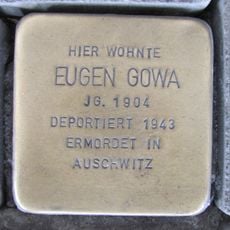 HIER WOHNTE
EUGEN GOWA
JG. 1904
DEPORTIERT 1943
ERMORDET IN
AUSCHWITZ